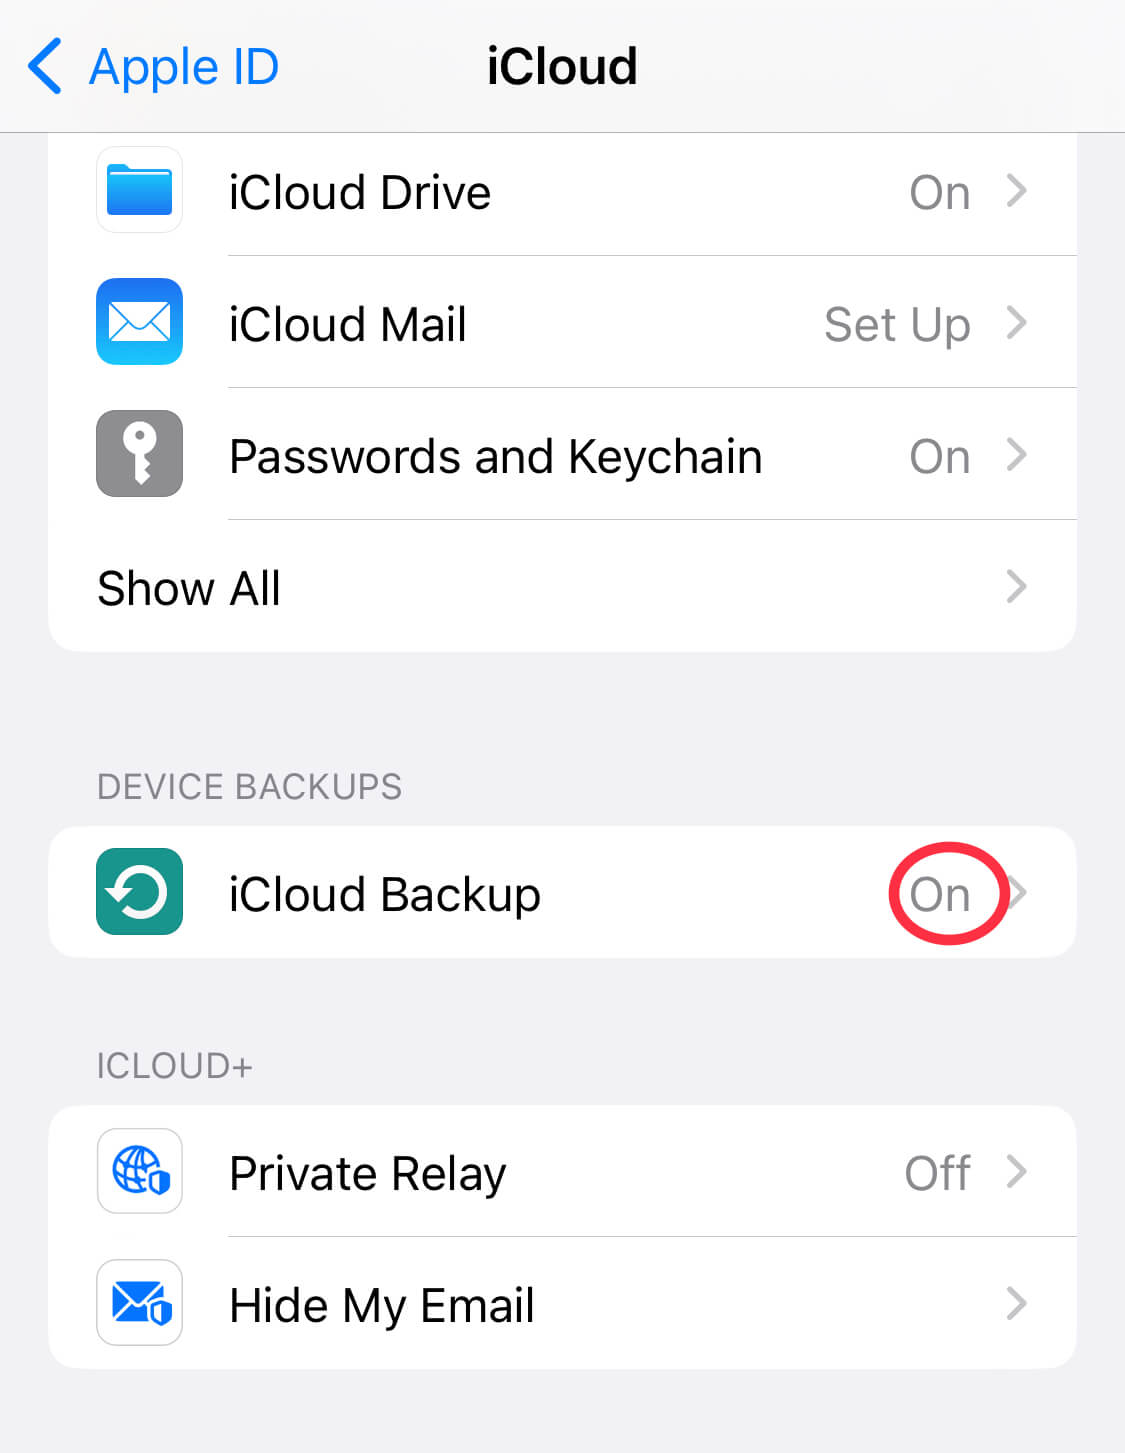 Apple ID
iCloud
iCloud Drive On
iCloud Mail Set Up
Passwords and Keychain On
Show All
DEVICE BACKUPS
iCloud Backup On
ICLOUD+
Private Relay Off
Hide My Email